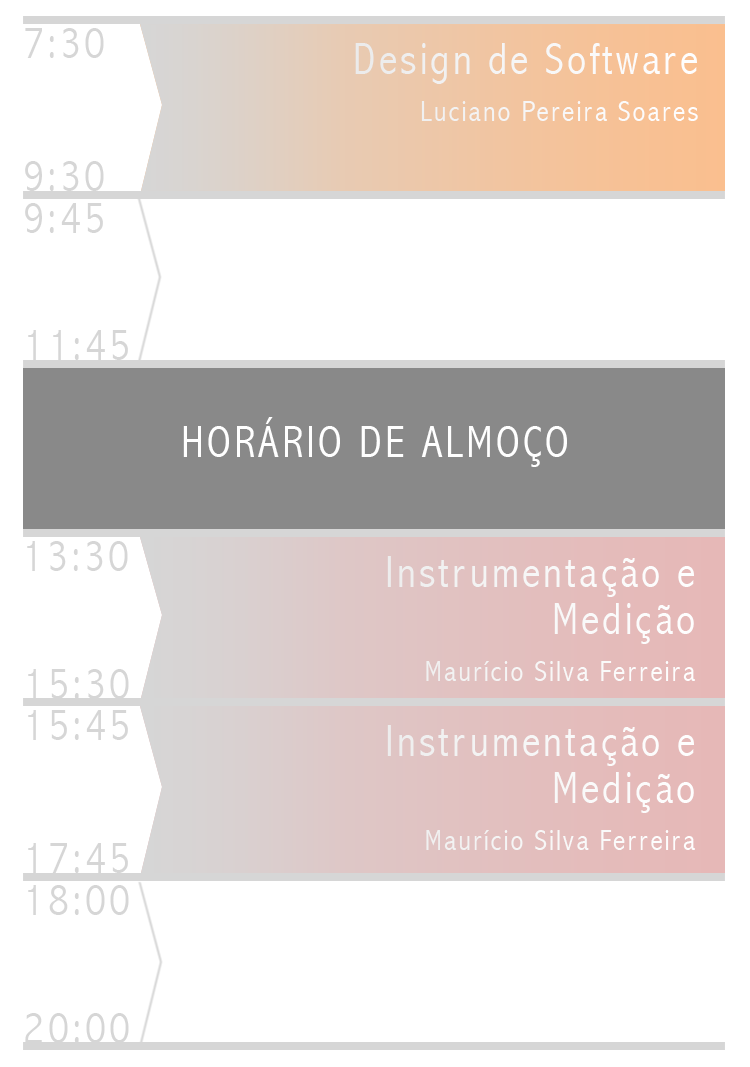 7:30
Design de Software
Luciano Pereira Soares
9:30
9:45
11:45
HORÁRIO DE ALMOÇO
13:30
Instrumentação e
Medição
Maurício Silva Ferreira
15:30
15:45
Instrumentação e
Medição
Maurício Silva Ferreira
17:45
18:00
20:00